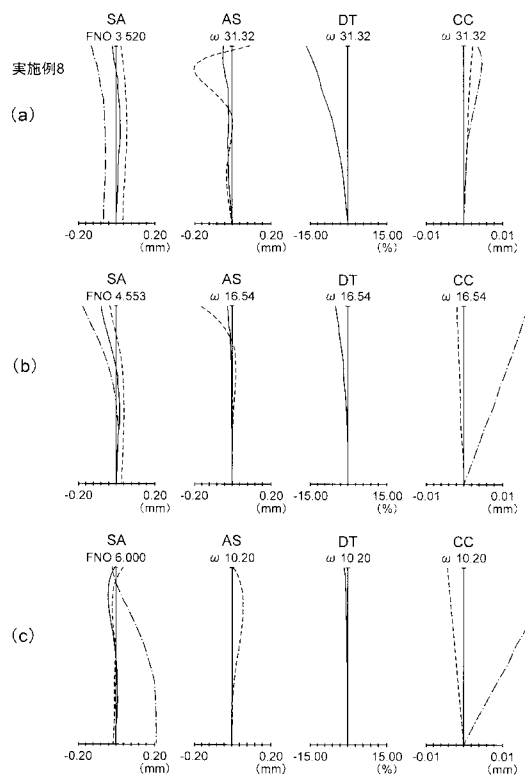 SA AS DT CC
FNO 3.520 ω 31.32 ω 31.32 ω 31.32
実施例8
(a)
-0.20 0.20 -0.20 0.20 -15.00 15.00 -0.01 0.01
(mm) (mm) (%) (mm)
SA AS DT CC
FNO 4.553 ω 16.54 ω 16.54 ω 16.54
(b)
-0.20 0.20 -0.20 0.20 -15.00 15.00 -0.01 0.01
(mm) (mm) (%) (mm)
SA AS DT CC
FNO 6.000 ω 10.20 ω 10.20 ω 10.20
(c)
-0.20 0.20 -0.20 0.20 -15.00 15.00 -0.01 0.01
(mm) (mm) (%) (mm)